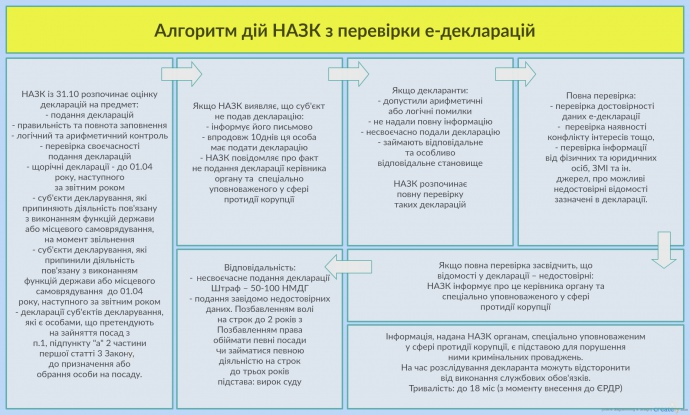 Алгоритм дій НАЗК з перевірки е-декларацій
НАЗК із 31.10 розпочинає оцінку
декларацій на предмет:
- подання декларацій
- правильність та повнота заповнення
- логічний та арифметичний контроль
- перевірка своєчасності
подання декларацій
- щорічні декларації - до 01.04
року, наступного
за звітним роком
- суб'єкти декларування, які
припиняють діяльність пов'язану
з виконанням функцій держави
або місцевого самоврядування,
на момент звільнення
- суб'єкти декларування, які
припинили діяльність
пов'язану з виконанням
функцій держави або місцевого
самоврядування до 01.04
року, наступного за звітним роком
- декларації суб'єктів декларування,
які є особами, що претендують
на зайняття посад з
п.1, підпункту "а" 2 частини
першої статті 3 Закону,
до призначення або
обрання особи на посаду.
Якщо НАЗК виявляє, що суб'єкт
не подав декларацію:
- інформує його письмово
- впродовж 10днів ця особа
має подати декларацію
- НАЗК повідомляє про факт
не подання декларації керівника
органу та спеціально
уповноваженого у сфері
протидії корупції
Якщо декларанти:
- допустили арифметичні
або логічні помилки
- не надали повну інформацію
- несвоєчасно подали декларацію
- займають відповідальне
та особливо
відповідальне становище
НАЗК розпочинає
повну перевірку
таких декларацій
Повна перевірка:
- перевірка достовірності
даних е-декларації
- перевірка наявності
конфлікту інтересів тощо,
- перевірка інформації
від фізичних та юридичних
осіб, ЗМІ та ін.
джерел, про можливі
недостовірні відомості
зазначені в декларації.
Якщо повна перевірка засвідчить, що
відомості у декларації – недостовірні:
НАЗК інформує про це керівника органу та
спеціально уповноваженого у сфері
протидії корупції
Відповідальність:
- несвоєчасне подання декларації
Штраф – 50-100 НМДГ
- подання завідомо недостовірних
даних. Позбавленням волі
на строк до 2 років з
Позбавленням права
обіймати певні посади
чи займатися певною
діяльністю на строк
до трьох років
підстава: вирок суду
Інформація, надана НАЗК органам, спеціально уповноваженим
у сфері протидії корупції, є підставою для порушення
ними кримінальних проваджень.
На час розслідування декларанта можуть відсторонити
від виконання службових обов'язків.
Тривалість: до 18 міс (з моменту внесення до ЄРДР)